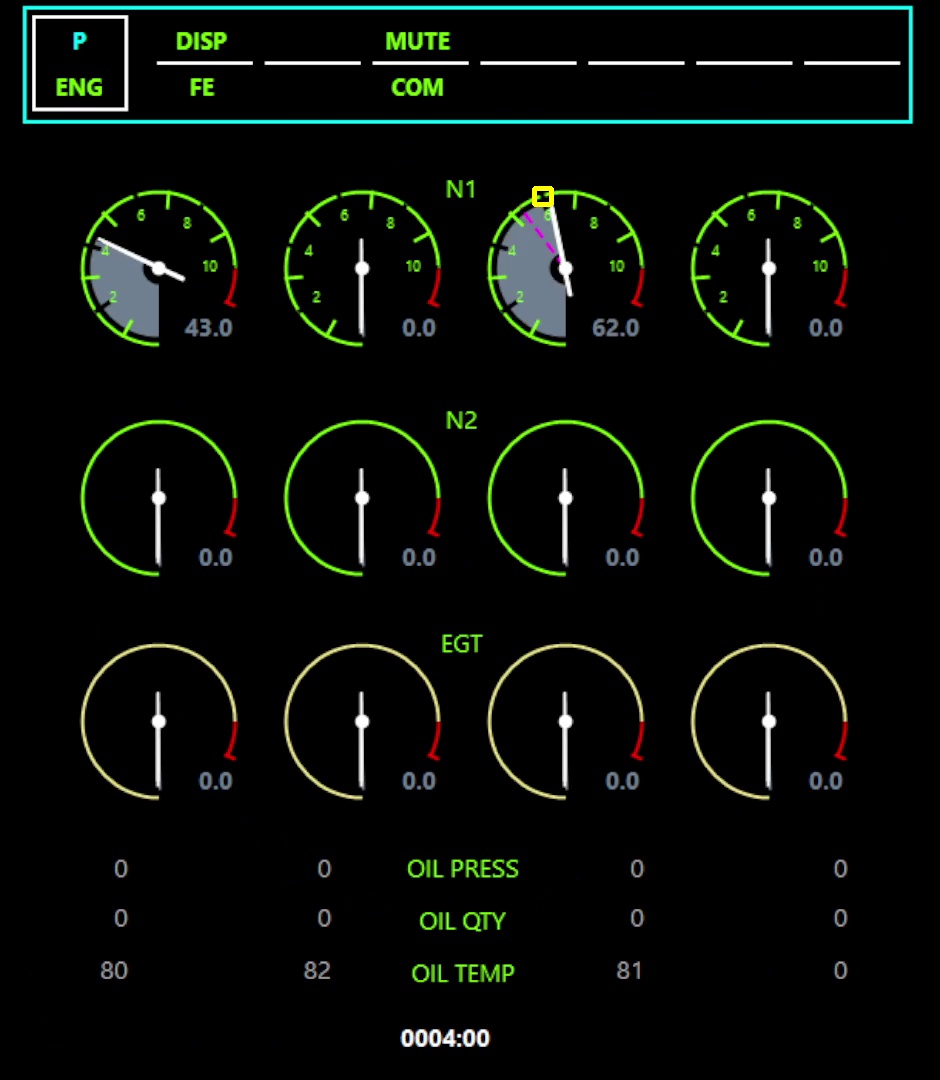 P DISP MUTE
ENG FE COM
N1
2 4 6 8 10 43.0
2 4 6 8 10 0.0
2 4 6 8 10 62.0
2 4 6 8 10 0.0
N2
0.0 0.0 0.0 0.0
EGT
0.0 0.0 0.0 0.0
0 0 OIL PRESS 0 0
0 0 OIL QTY 0 0
80 82 OIL TEMP 81 0
0004:00